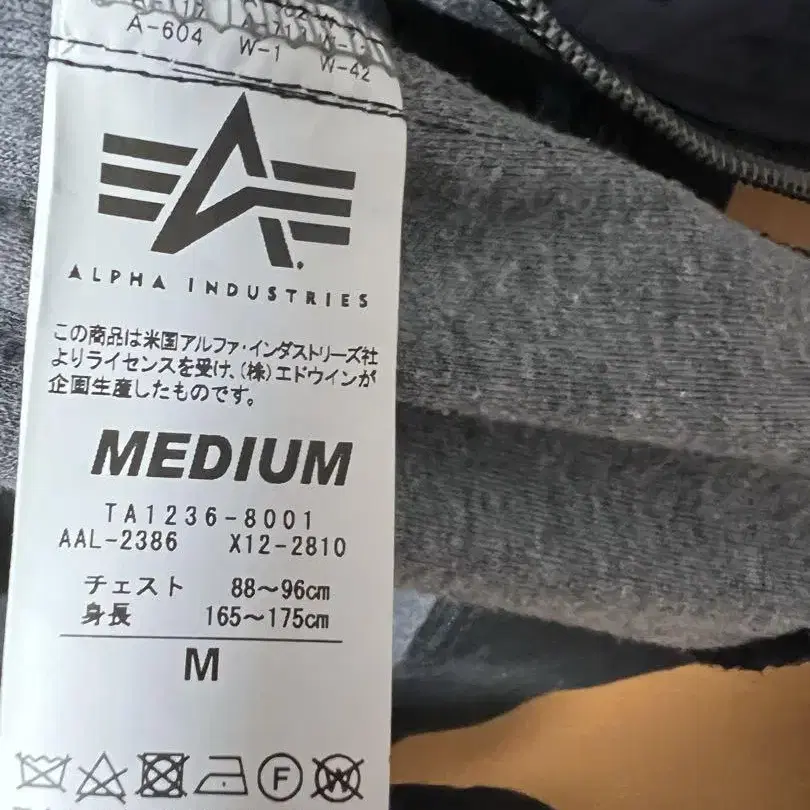 A-604 W-1 W-42
ALPHA INDUSTRIES
この商品は米国アルファ・インダストリーズ社
よりライセンスを受け、(株)エドウインが
企画生産したものです。
MEDIUM
TA1236-8001
AAL-2386 X12-2810
チェスト 88～96cm
身長 165～175cm
M
F W